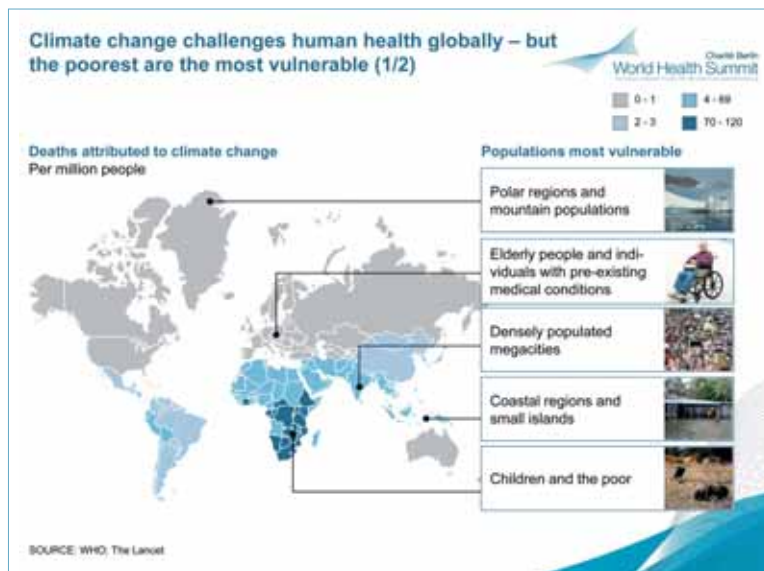 Climate change challenges human health globally – but
the poorest are the most vulnerable (1/2)
Charité Berlin
World Health Summit
0 - 1
4 - 69
2 - 3
70 - 120
Deaths attributed to climate change
Per million people
Populations most vulnerable
Polar regions and
mountain populations
Elderly people and indi-
viduals with pre-existing
medical conditions
Densely populated
megacities
Coastal regions and
small islands
Children and the poor
SOURCE: WHO; The Lancet